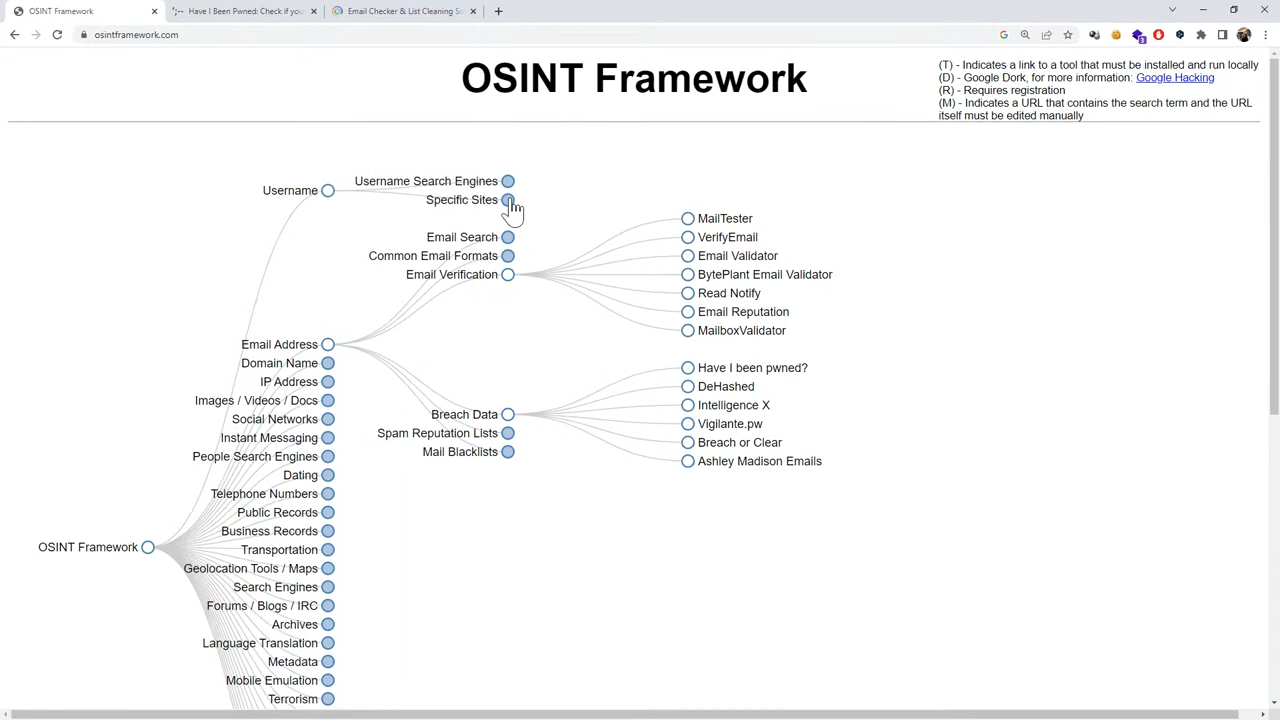 OSINT Framework
Have I Been Pwned: Check if you
Email Checker & List Cleaning So
osintframework.com
3
OSINT Framework
(T) - Indicates a link to a tool that must be installed and run locally
(D) - Google Dork, for more information: Google Hacking
(R) - Requires registration
(M) - Indicates a URL that contains the search term and the URL
itself must be edited manually
Username
Username Search Engines
Specific Sites
Email Search
Common Email Formats
Email Verification
MailTester
VerifyEmail
Email Validator
BytePlant Email Validator
Read Notify
Email Reputation
MailboxValidator
Email Address
Domain Name
IP Address
Images / Videos / Docs
Social Networks
Instant Messaging
People Search Engines
Dating
Telephone Numbers
Public Records
Business Records
Transportation
Geolocation Tools / Maps
Search Engines
Forums / Blogs / IRC
Archives
Language Translation
Metadata
Mobile Emulation
Terrorism
Breach Data
Spam Reputation Lists
Mail Blacklists
Have I been pwned?
DeHashed
Intelligence X
Vigilante.pw
Breach or Clear
Ashley Madison Emails
OSINT Framework